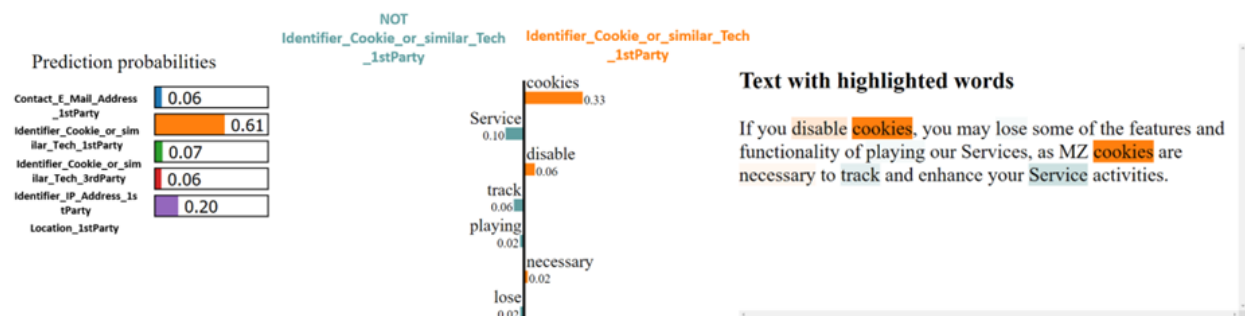 Prediction probabilities
Contact_E_Mail_Address
_1stParty
0.06
Identifier_Cookie_or_sim
ilar_Tech_1stParty
0.61
Identifier_Cookie_or_sim
ilar_Tech_3rdParty
0.07
Identifier_IP_Address_1s
tParty
0.06
Location_1stParty
0.20
NOT
Identifier_Cookie_or_similar_Tech
_1stParty
Identifier_Cookie_or_similar_Tech
_1stParty
cookies
0.33
Service
0.10
disable
0.06
track
0.06
playing
0.02
necessary
0.02
lose
0.02
Text with highlighted words
If you disable cookies, you may lose some of the features and
functionality of playing our Services, as MZ cookies are
necessary to track and enhance your Service activities.